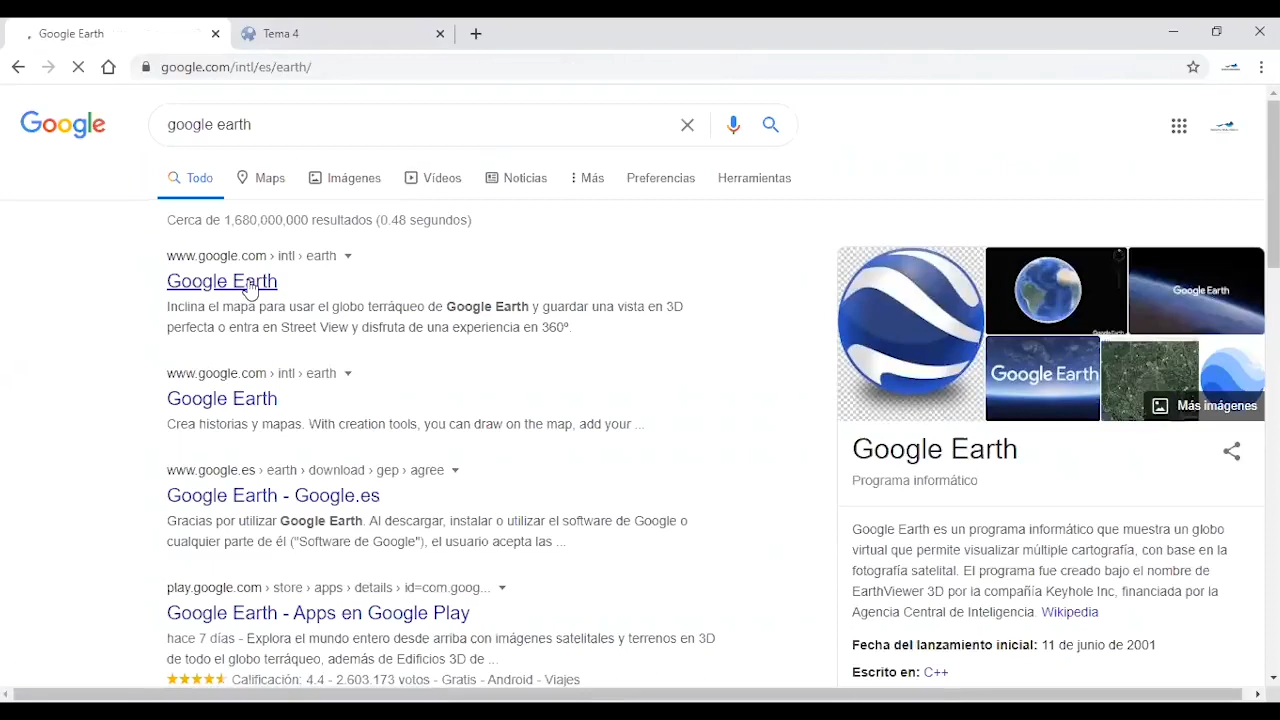 Google Earth
Tema 4
google.com/intl/es/earth/
Google
google earth
Todo
Maps
Imágenes
Vídeos
Noticias
Más
Preferencias
Herramientas
Cerca de 1,680,000,000 resultados (0.48 segundos)
www.google.com › intl › earth
Google Earth
Inclina el mapa para usar el globo terráqueo de Google Earth y guardar una vista en 3D
perfecta o entra en Street View y disfruta de una experiencia en 360º.
www.google.com › intl › earth
Google Earth
Crea historias y mapas. With creation tools, you can draw on the map, add your ...
www.google.es › earth › download › gep › agree
Google Earth - Google.es
Gracias por utilizar Google Earth. Al descargar, instalar o utilizar el software de Google o
cualquier parte de él ("Software de Google"), el usuario acepta las ...
play.google.com › store › apps › details › id=com.goog...
Google Earth - Apps en Google Play
hace 7 días - Explora el mundo entero desde arriba con imágenes satelitales y terrenos en 3D
de todo el globo terráqueo, además de Edificios 3D de ...
Calificación: 4.4 - 2.603.173 votos - Gratis - Android - Viajes
Google Earth
Google Earth
Google Earth
Más imágenes
Google Earth
Programa informático
Google Earth es un programa informático que muestra un globo
virtual que permite visualizar múltiple cartografía, con base en la
fotografía satelital. El programa fue creado bajo el nombre de
EarthViewer 3D por la compañía Keyhole Inc, financiada por la
Agencia Central de Inteligencia. Wikipedia
Fecha del lanzamiento inicial: 11 de junio de 2001
Escrito en: C++